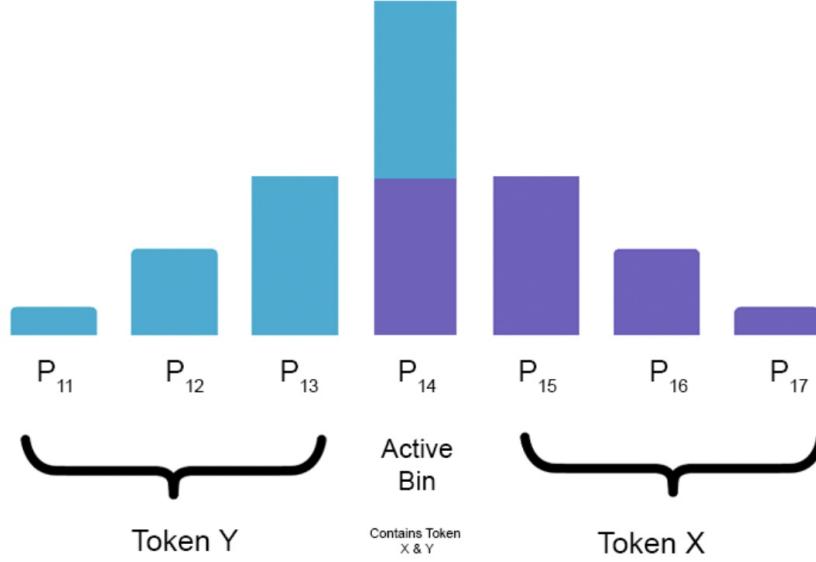 P₁₁ P₁₂ P₁₃ P₁₄ P₁₅ P₁₆ P₁₇
Active
Bin
Token Y
Contains Token
X & Y
Token X